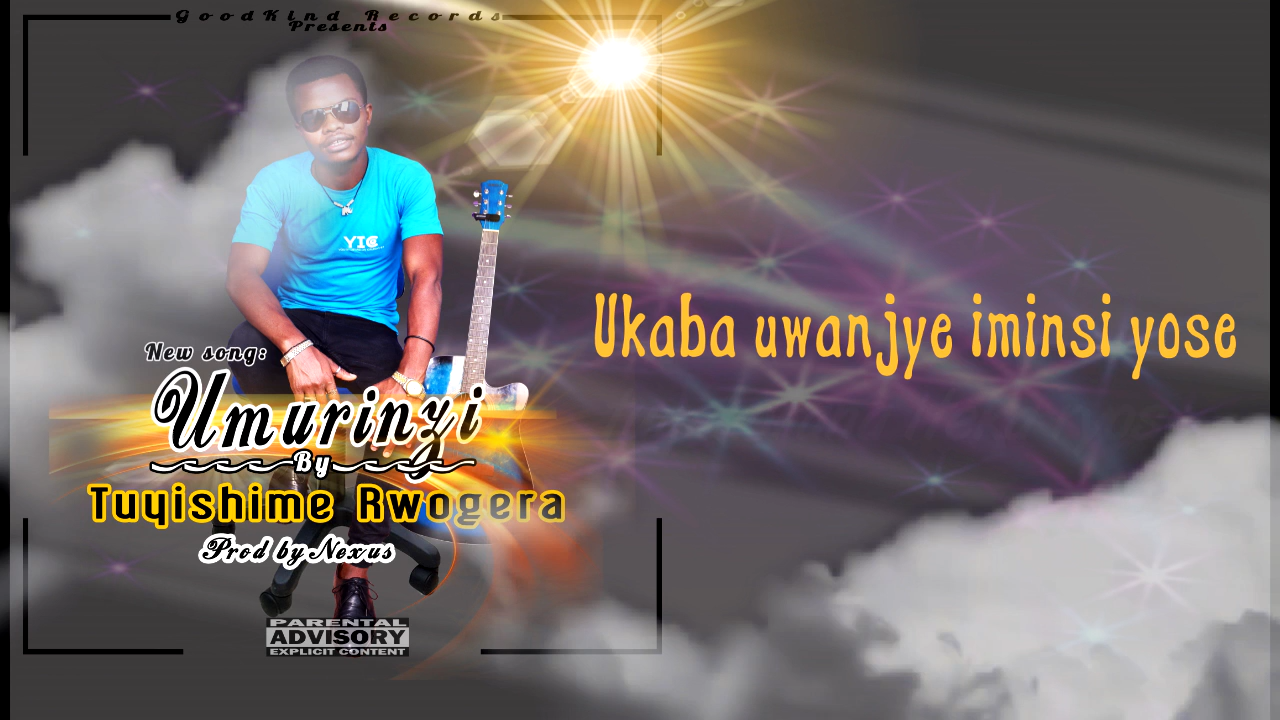 GoodKind Records
Presents
YIC
New song:
Umurinzi
By
Tuyishime Rwogera
Prod by Nexus
PARENTAL
ADVISORY
EXPLICIT CONTENT
Ukaba uwanjye iminsi yose